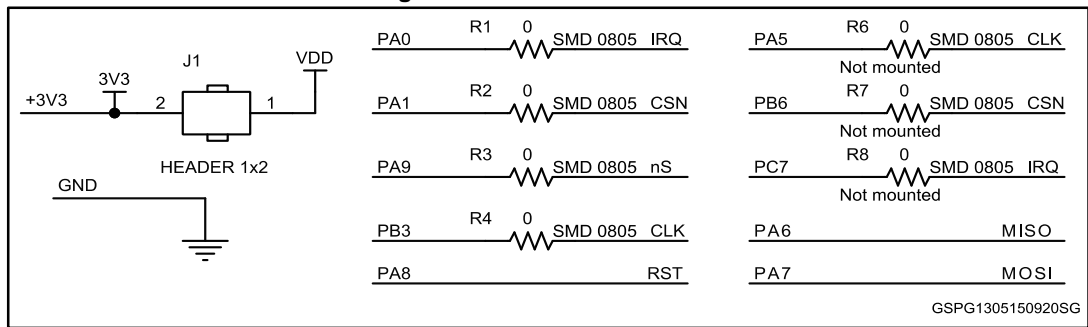 J1
VDD
3V3
+3V3
2
1
HEADER 1x2
GND
PA0 R1 0 SMD 0805 IRQ
PA1 R2 0 SMD 0805 CSN
PA9 R3 0 SMD 0805 nS
PB3 R4 0 SMD 0805 CLK
PA8 RST
PA5 R6 0 SMD 0805 CLK
Not mounted
PB6 R7 0 SMD 0805 CSN
Not mounted
PC7 R8 0 SMD 0805 IRQ
Not mounted
PA6 MISO
PA7 MOSI
GSPG1305150920SG